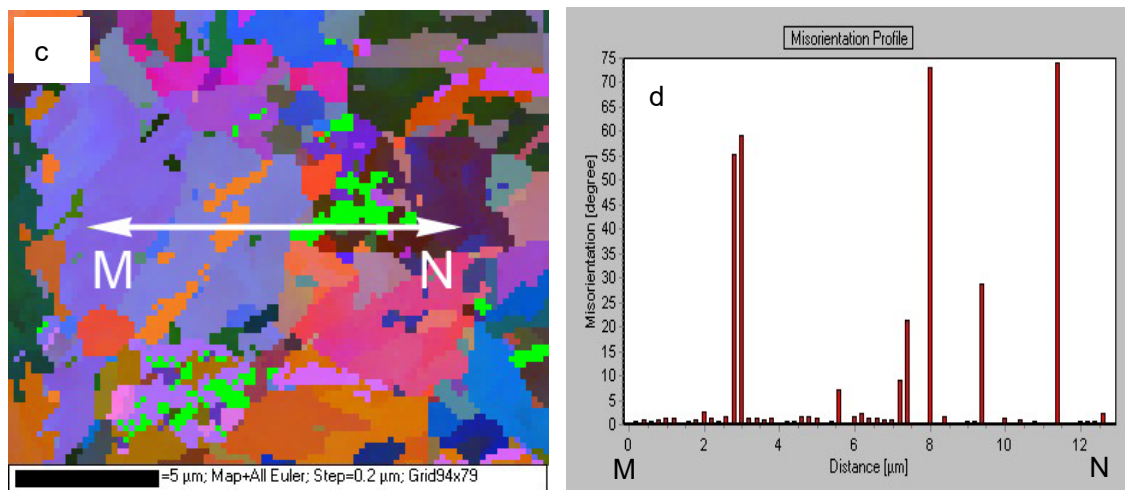 c
M
N
=5 µm; Map+All Euler; Step=0.2 µm; Grid94x79
Misorientation Profile
d
Misorientation [degree]
75
70
65
60
55
50
45
40
35
30
25
20
15
10
5
0
0 2 4 6 8 10 12
Distance [µm]
M N